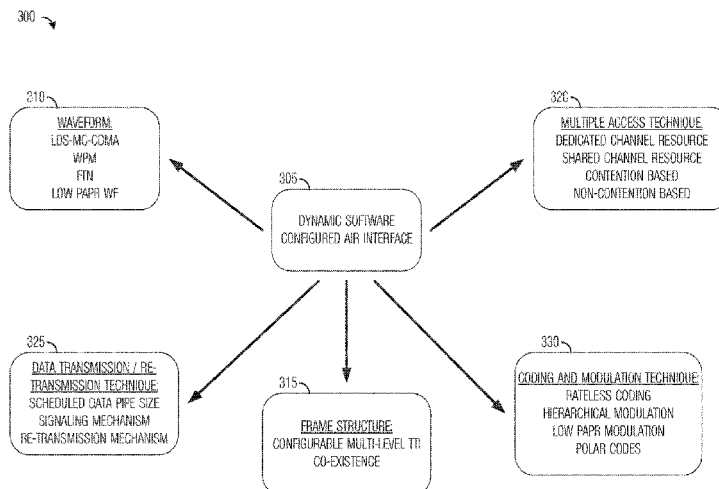 300
310
WAVEFORM:
LDS-MC-CDMA
WPM
FTN
LOW PAPR WF
320
MULTIPLE ACCESS TECHNIQUE:
DEDICATED CHANNEL RESOURCE
SHARED CHANNEL RESOURCE
CONTENTION BASED
NON-CONTENTION BASED
305
DYNAMIC SOFTWARE
CONFIGURED AIR INTERFACE
325
DATA TRANSMISSION / RE-
TRANSMISSION TECHNIQUE:
SCHEDULED DATA PIPE SIZE
SIGNALING MECHANISM
RE-TRANSMISSION MECHANISM
315
FRAME STRUCTURE:
CONFIGURABLE MULTI-LEVEL TTI
CO-EXISTENCE
330
CODING AND MODULATION TECHNIQUE:
RATELESS CODING
HIERARCHICAL MODULATION
LOW PAPR MODULATION
POLAR CODES